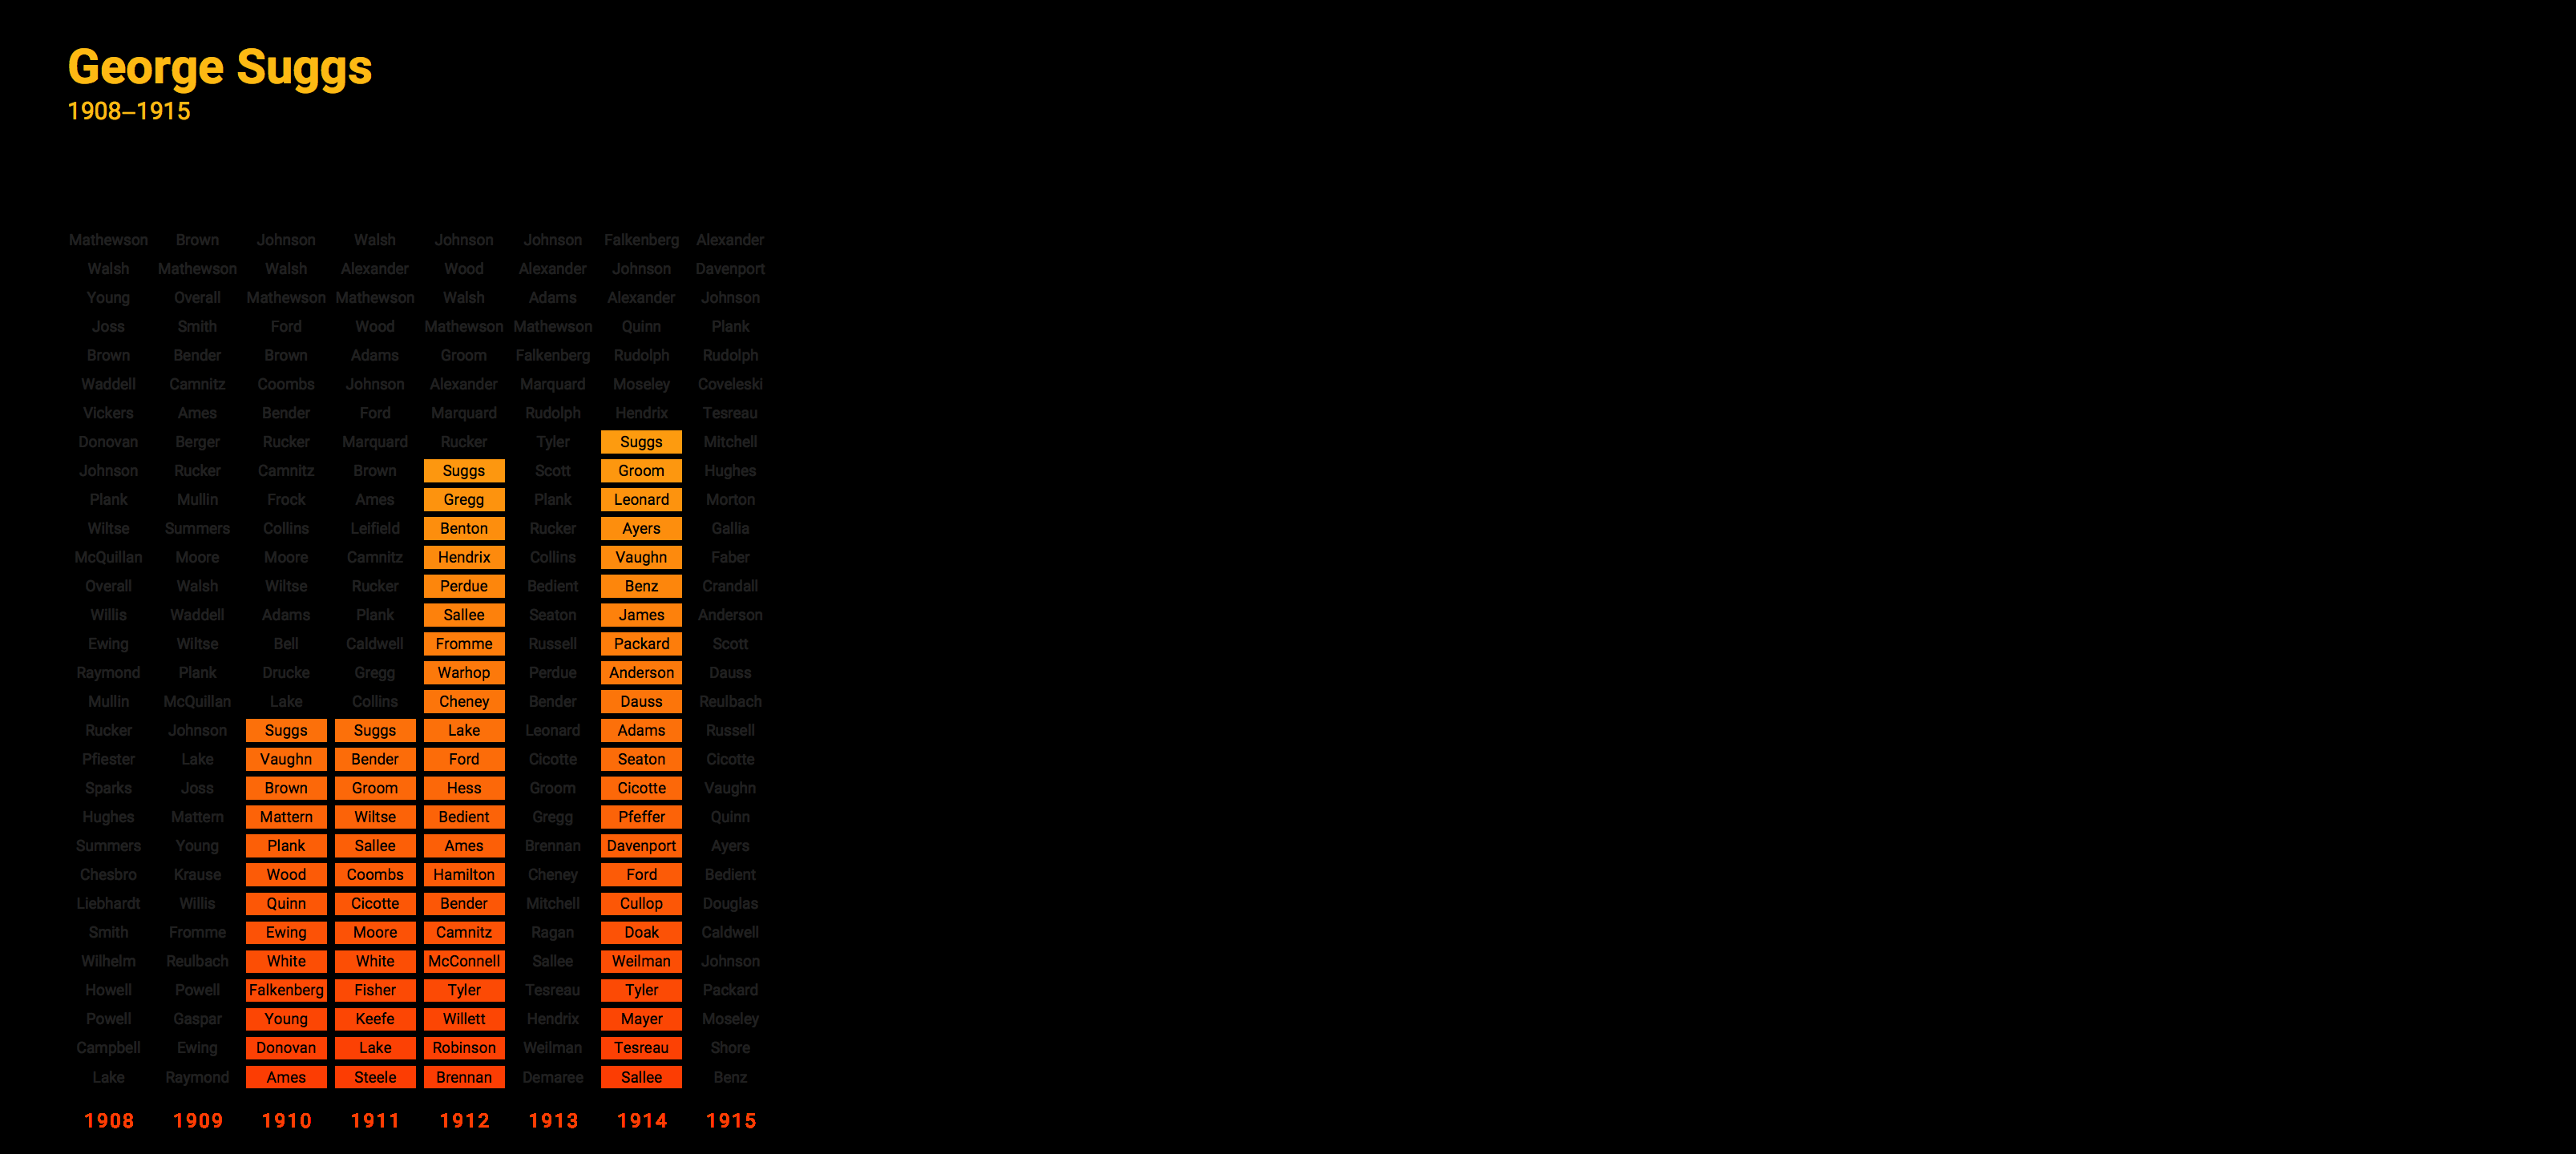 George Suggs
1908–1915
Mathewson Brown Johnson Walsh Johnson Johnson Falkenberg Alexander
Walsh Mathewson Walsh Alexander Wood Alexander Johnson Davenport
Young Overall Mathewson Mathewson Walsh Adams Alexander Johnson
Joss Smith Ford Wood Mathewson Mathewson Quinn Plank
Brown Bender Brown Adams Groom Falkenberg Rudolph Rudolph
Waddell Camnitz Coombs Johnson Alexander Marquard Moseley Coveleski
Vickers Ames Bender Ford Marquard Rudolph Hendrix Tesreau
Donovan Berger Rucker Marquard Rucker Tyler Suggs Mitchell
Johnson Rucker Camnitz Brown Suggs Scott Groom Hughes
Plank Mullin Frock Ames Gregg Plank Leonard Morton
Wiltse Summers Collins Leifield Benton Rucker Ayers Gallia
McQuillan Moore Moore Camnitz Hendrix Collins Vaughn Faber
Overall Walsh Wiltse Rucker Perdue Bedient Benz Crandall
Willis Waddell Adams Plank Sallee Seaton James Anderson
Ewing Wiltse Bell Caldwell Fromme Russell Packard Scott
Raymond Plank Drucke Gregg Warhop Perdue Anderson Dauss
Mullin McQuillan Lake Collins Cheney Bender Dauss Reulbach
Rucker Johnson Suggs Suggs Lake Leonard Adams Russell
Pfiester Lake Vaughn Bender Ford Cicotte Seaton Cicotte
Sparks Joss Brown Groom Hess Groom Cicotte Vaughn
Hughes Mattern Mattern Wiltse Bedient Gregg Pfeffer Quinn
Summers Young Plank Sallee Ames Brennan Davenport Ayers
Chesbro Krause Wood Coombs Hamilton Cheney Ford Bedient
Liebhardt Willis Quinn Cicotte Bender Mitchell Cullop Douglas
Smith Fromme Ewing Moore Camnitz Ragan Doak Caldwell
Wilhelm Reulbach White White McConnell Sallee Weilman Johnson
Howell Powell Falkenberg Fisher Tyler Tesreau Tyler Packard
Powell Gaspar Young Keefe Willett Hendrix Mayer Moseley
Campbell Ewing Donovan Lake Robinson Weilman Tesreau Shore
Lake Raymond Ames Steele Brennan Demaree Sallee Benz
1908 1909 1910 1911 1912 1913 1914 1915